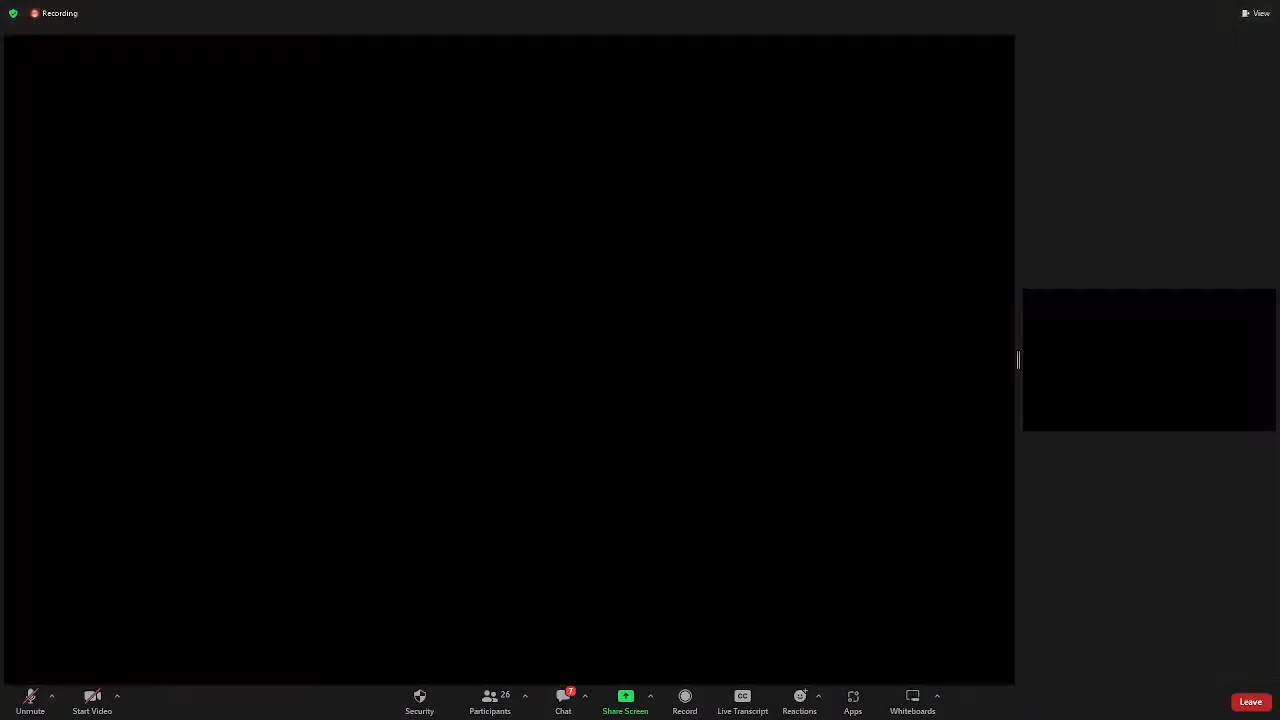 Recording
View
26
7
CC
Unmute
Start Video
Security
Participants
Chat
Share Screen
Record
Live Transcript
Reactions
Apps
Whiteboards
Leave